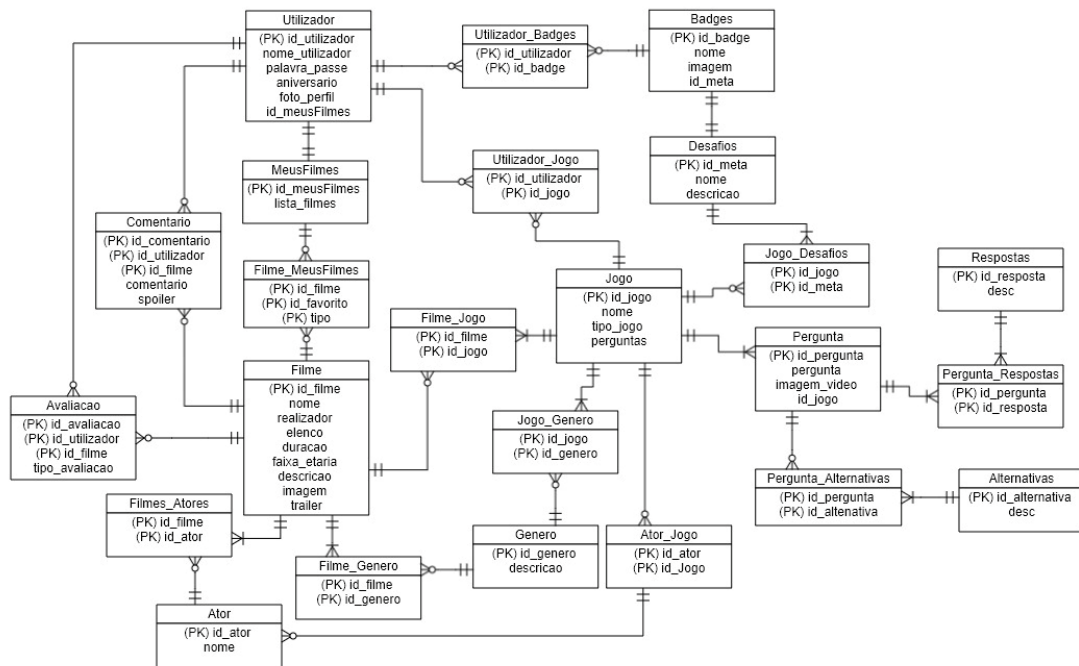 Utilizador
(PK) id_utilizador
nome_utilizador
palavra_passe
aniversario
foto_perfil
id_meusFilmes
Utilizador_Badges
(PK) id_utilizador
(PK) id_badge
Badges
(PK) id_badge
nome
imagem
id_meta
Desafios
(PK) id_meta
nome
descricao
Utilizador_Jogo
(PK) id_utilizador
(PK) id_jogo
MeusFilmes
(PK) id_meusFilmes
lista_filmes
Comentario
(PK) id_comentario
(PK) id_utilizador
(PK) id_filme
comentario
spoiler
Filme_MeusFilmes
(PK) id_filme
(PK) id_favorito
(PK) tipo
Jogo_Desafios
(PK) id_jogo
(PK) id_meta
Respostas
(PK) id_resposta
desc
Jogo
(PK) id_jogo
nome
tipo_jogo
perguntas
Filme_Jogo
(PK) id_filme
(PK) id_jogo
Pergunta
(PK) id_pergunta
pergunta
imagem_video
id_jogo
Pergunta_Respostas
(PK) id_pergunta
(PK) id_resposta
Filme
(PK) id_filme
nome
realizador
elenco
duracao
faixa_etaria
descricao
imagem
trailer
Avaliacao
(PK) id_avaliacao
(PK) id_utilizador
(PK) id_filme
tipo_avaliacao
Jogo_Genero
(PK) id_jogo
(PK) id_genero
Pergunta_Alternativas
(PK) id_pergunta
(PK) id_altenativa
Alternativas
(PK) id_alternativa
desc
Filmes_Atores
(PK) id_filme
(PK) id_ator
Filme_Genero
(PK) id_filme
(PK) id_genero
Genero
(PK) id_genero
descricao
Ator_Jogo
(PK) id_ator
(PK) id_Jogo
Ator
(PK) id_ator
nome